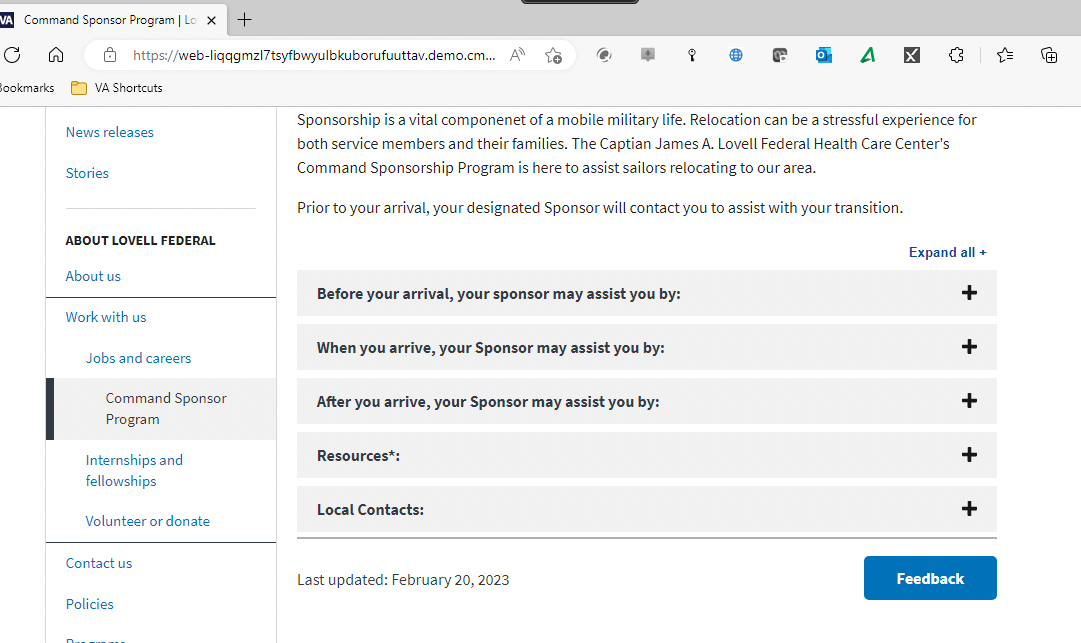 VA Command Sponsor Program | Lo
https://web-liqqgmzl7tsyfbwyulbkuborufuuttav.demo.cm...
Bookmarks VA Shortcuts
News releases
Stories
ABOUT LOVELL FEDERAL
About us
Work with us
Jobs and careers
Command Sponsor
Program
Internships and
fellowships
Volunteer or donate
Contact us
Policies
Programs
Sponsorship is a vital componenet of a mobile military life. Relocation can be a stressful experience for
both service members and their families. The Captian James A. Lovell Federal Health Care Center's
Command Sponsorship Program is here to assist sailors relocating to our area.
Prior to your arrival, your designated Sponsor will contact you to assist with your transition.
Expand all +
Before your arrival, your sponsor may assist you by:
When you arrive, your Sponsor may assist you by:
After you arrive, your Sponsor may assist you by:
Resources*:
Local Contacts:
Last updated: February 20, 2023
Feedback